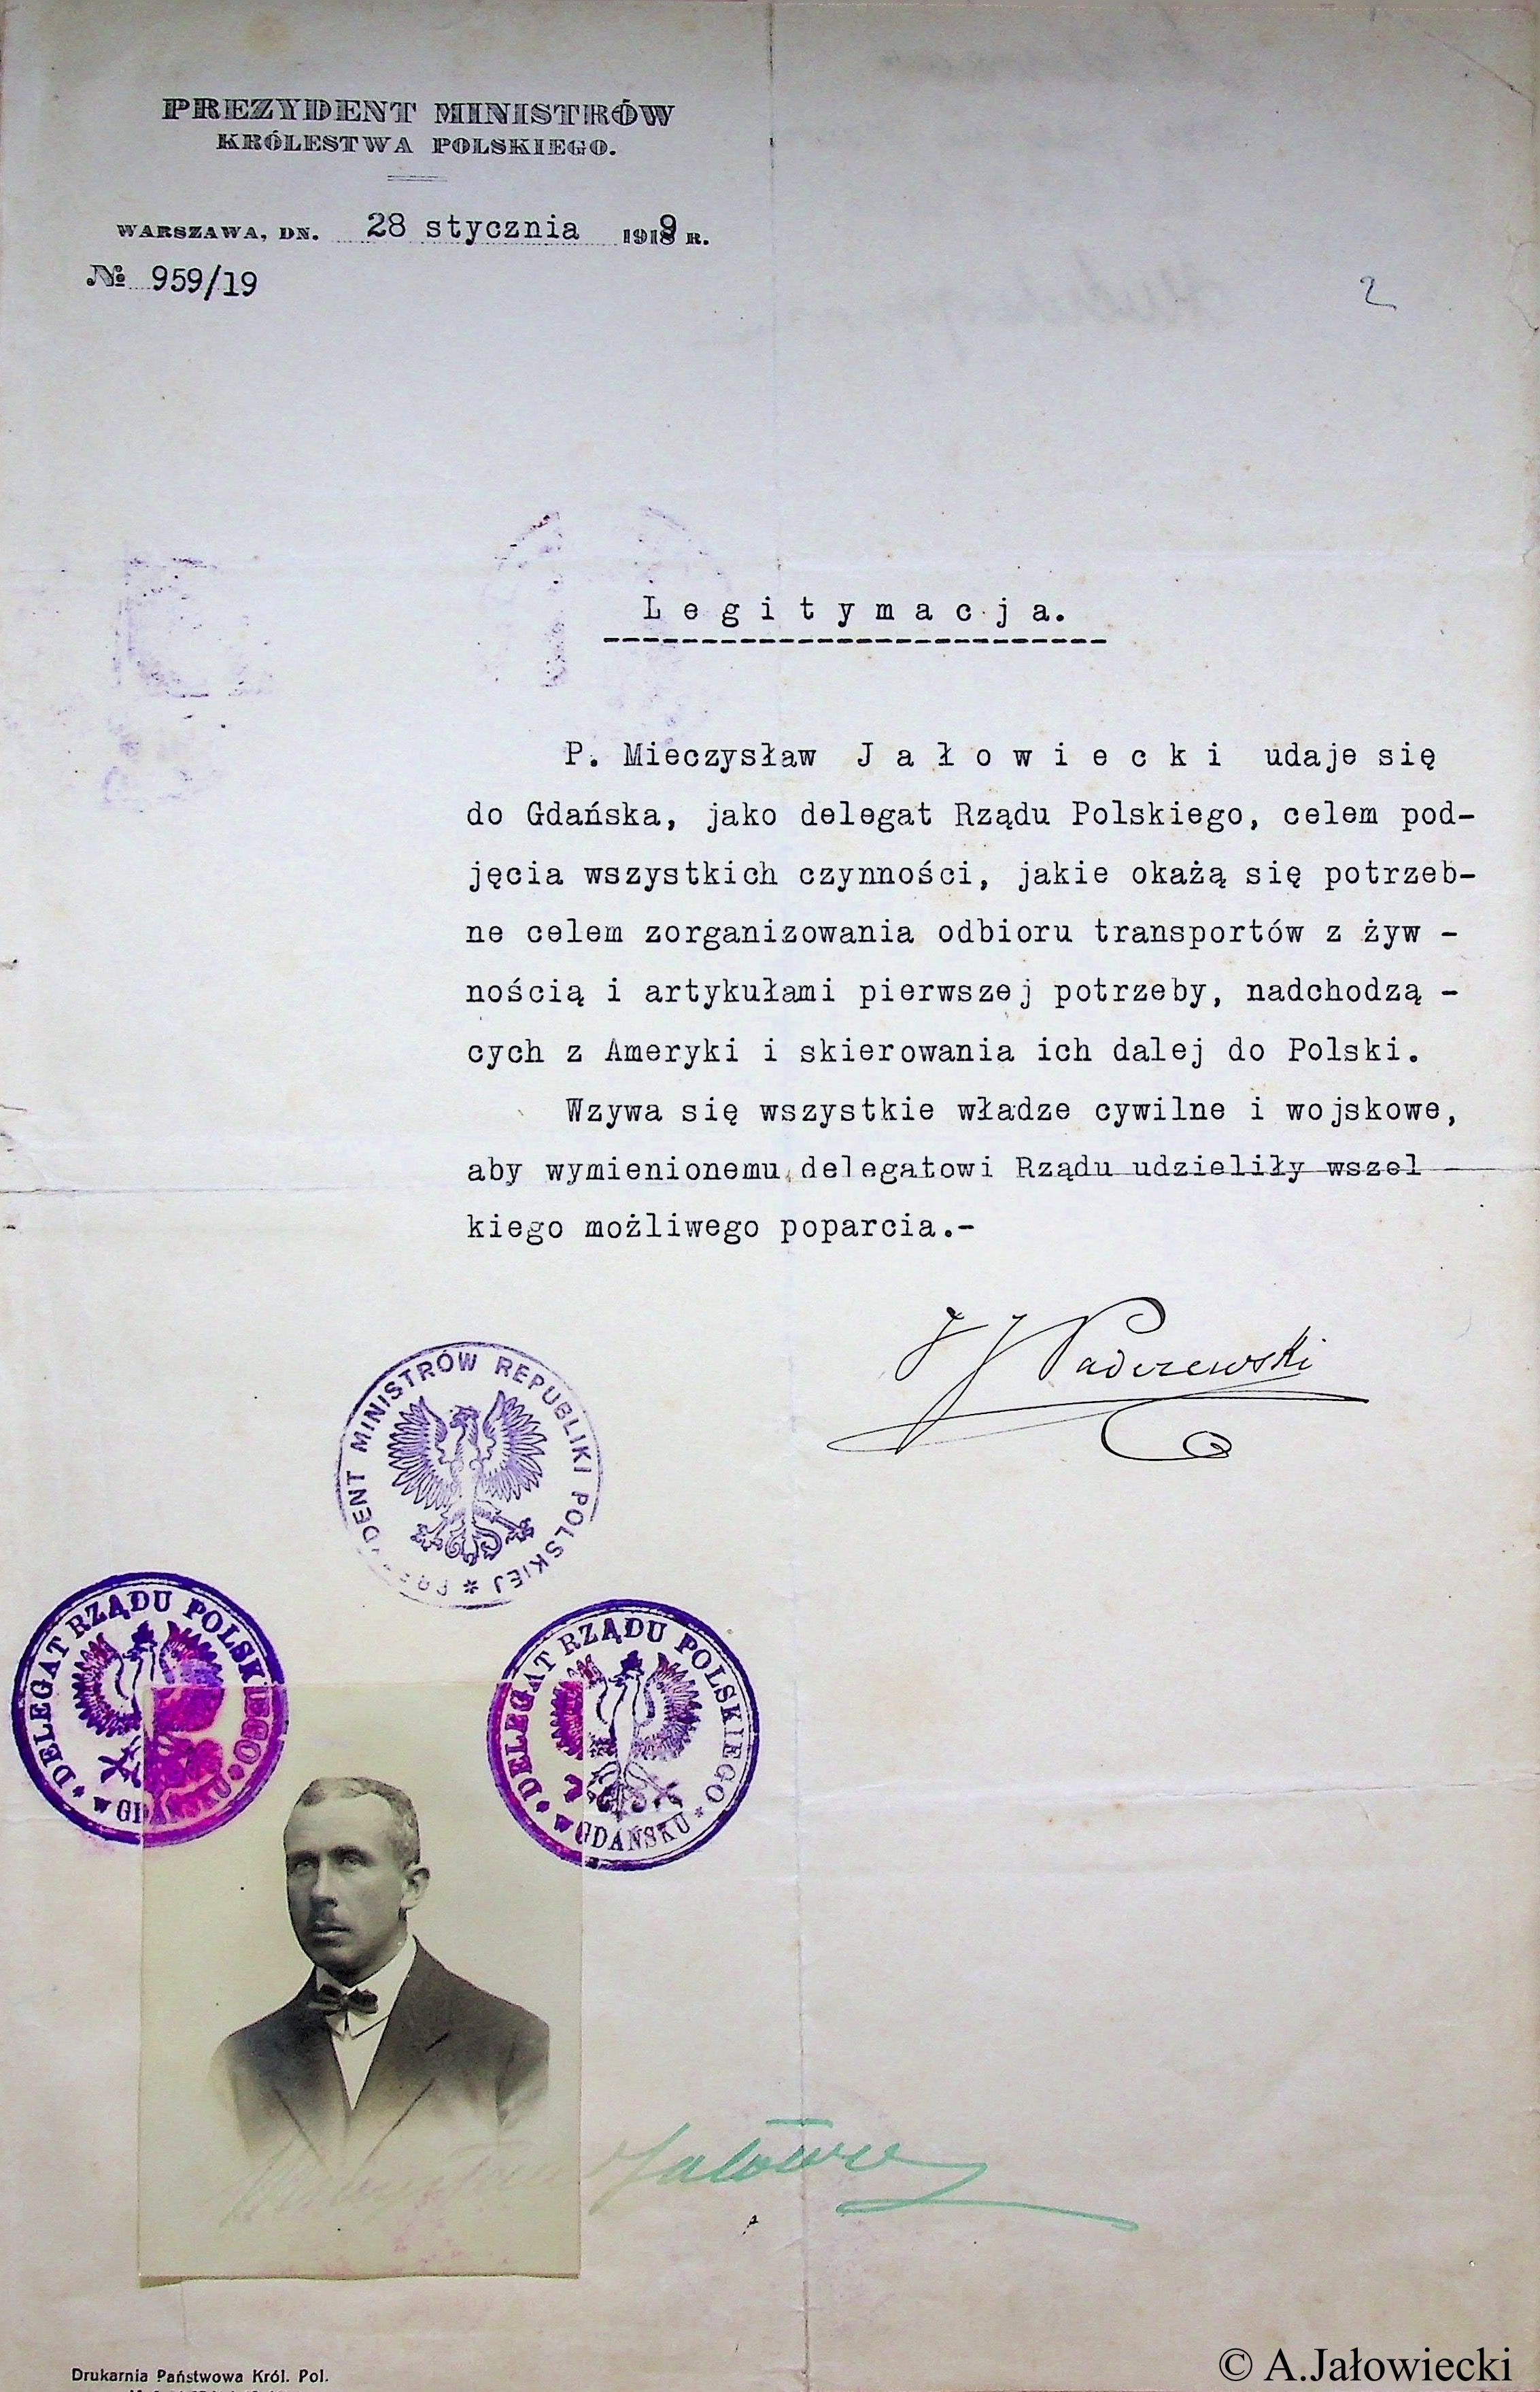 PREZYDENT MINISTRÓW
KRÓLESTWA POLSKIEGO.
WARSZAWA, DN. 28 stycznia 1919 R.
№ 959/19
2
Legitymacja.
P. Mieczysław Jałowiecki udaje się
do Gdańska, jako delegat Rządu Polskiego, celem pod-
jęcia wszystkich czynności, jakie okażą się potrzeb-
ne celem zorganizowania odbioru transportów z żyw -
nością i artykułami pierwszej potrzeby, nadchodzą -
cych z Ameryki i skierowania ich dalej do Polski.
Wzywa się wszystkie władze cywilne i wojskowe,
aby wymienionemu delegatowi Rządu udzieliły wszel -
kiego możliwego poparcia.-
I J Paderewski
PREZYDENT MINISTRÓW REPUBLIKI POLSKIEJ *
* DELEGAT RZĄDU POLSKIEGO * w GDAŃSKU
* DELEGAT RZĄDU POLSKIEGO * w GDAŃSKU
Drukarnia Państwowa Król. Pol.
© A.Jałowiecki